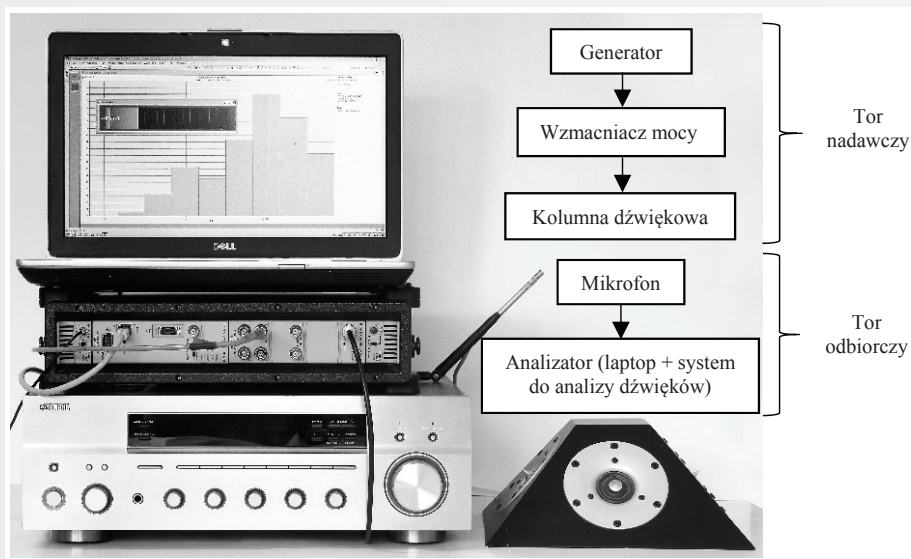 Generator
Wzmacniacz mocy
Kolumna dźwiękowa
Tor
nadawczy
Mikrofon
Analizator (laptop + system
do analizy dźwięków)
Tor
odbiorczy
DELL